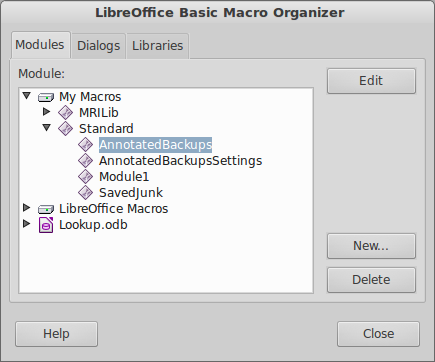 LibreOffice Basic Macro Organizer
Modules Dialogs Libraries
Module:
Edit
My Macros
MRILib
Standard
AnnotatedBackups
AnnotatedBackupsSettings
Module1
SavedJunk
LibreOffice Macros
Lookup.odb
New...
Delete
Help Close